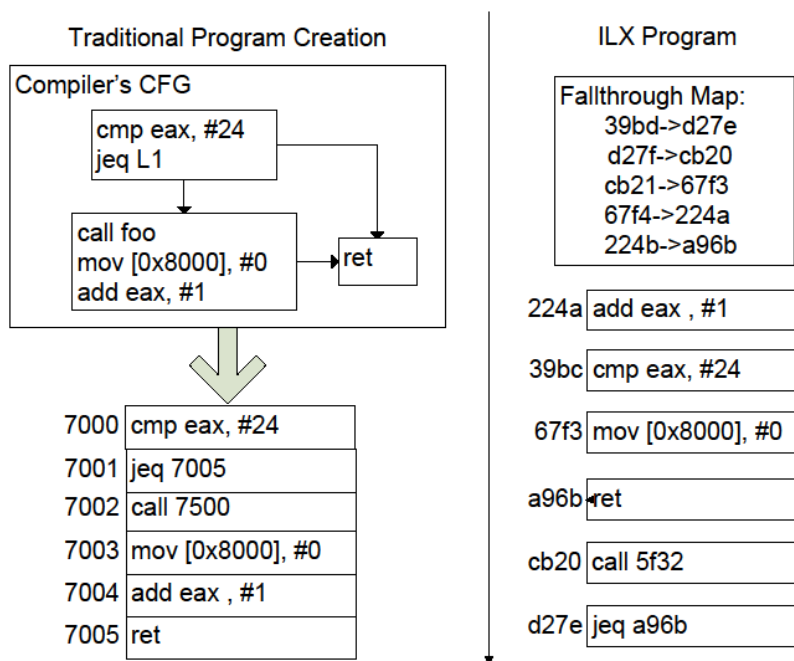 Traditional Program Creation
Compiler's CFG
cmp eax, #24
jeq L1
call foo
mov [0x8000], #0
add eax, #1
ret
7000 cmp eax, #24
7001 jeq 7005
7002 call 7500
7003 mov [0x8000], #0
7004 add eax , #1
7005 ret
ILX Program
Fallthrough Map:
39bd->d27e
d27f->cb20
cb21->67f3
67f4->224a
224b->a96b
224a add eax , #1
39bc cmp eax, #24
67f3 mov [0x8000], #0
a96b ret
cb20 call 5f32
d27e jeq a96b